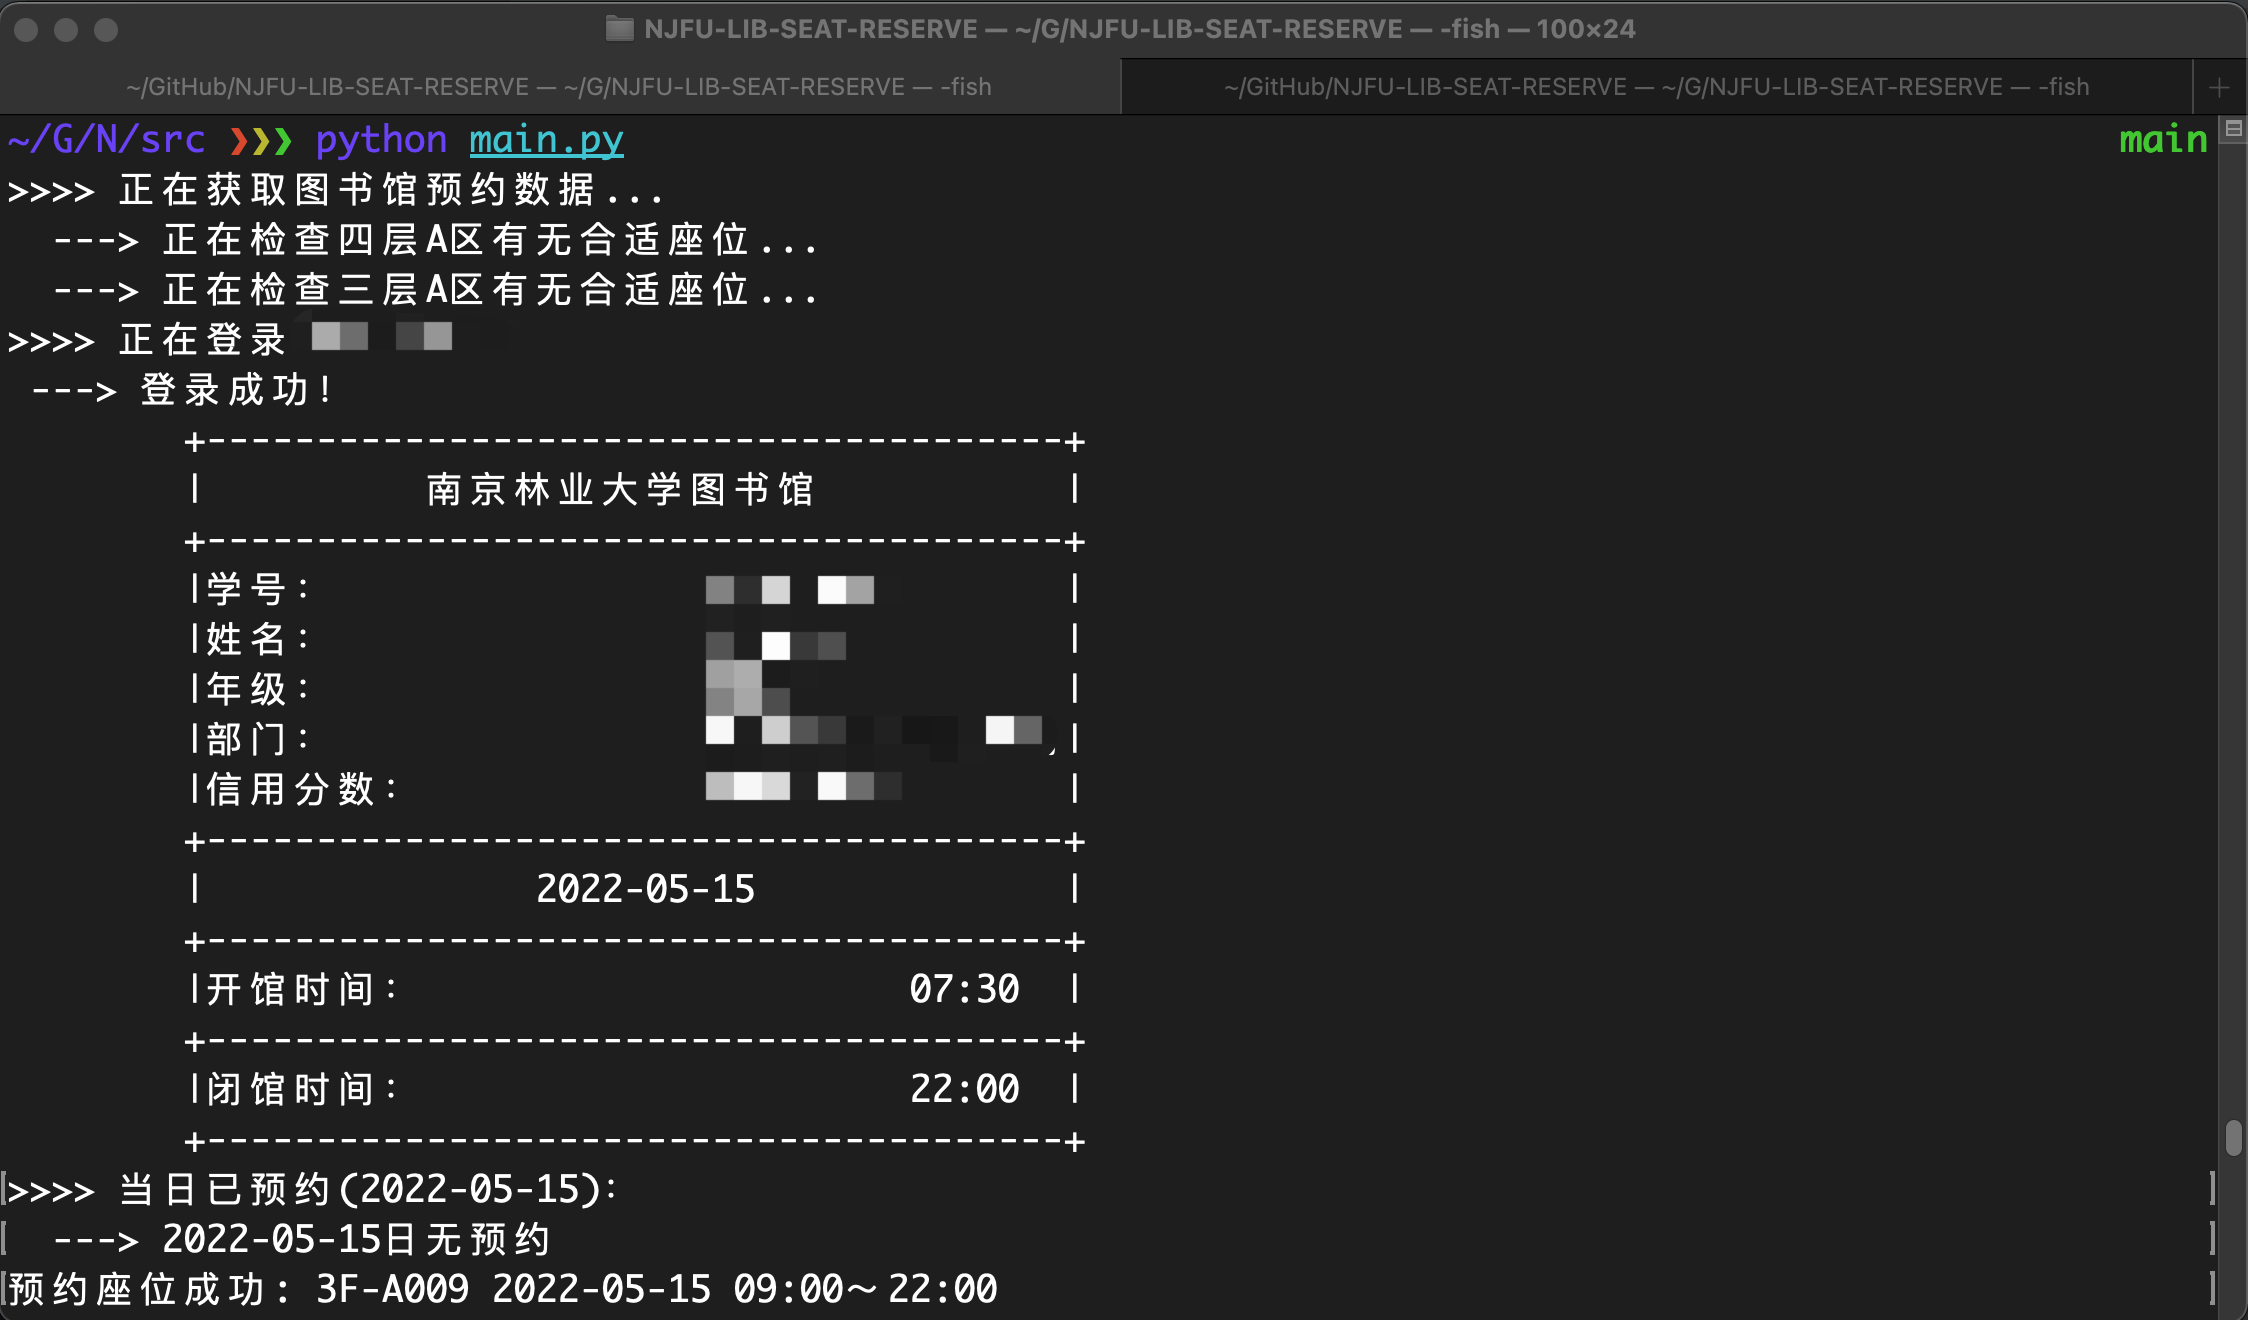 NJFU-LIB-SEAT-RESERVE — ~/G/NJFU-LIB-SEAT-RESERVE — -fish — 100×24
~/GitHub/NJFU-LIB-SEAT-RESERVE — ~/G/NJFU-LIB-SEAT-RESERVE — -fish ~/GitHub/NJFU-LIB-SEAT-RESERVE — ~/G/NJFU-LIB-SEAT-RESERVE — -fish +
~/G/N/src ❯❯❯ python main.py main
>>>> 正在获取图书馆预约数据...
---> 正在检查四层A区有无合适座位...
---> 正在检查三层A区有无合适座位...
>>>> 正在登录
---> 登录成功!
+---------------------------------------+
| 南京林业大学图书馆 |
+---------------------------------------+
|学号: |
|姓名: |
|年级: |
|部门: |
|信用分数: |
+---------------------------------------+
| 2022-05-15 |
+---------------------------------------+
|开馆时间: 07:30 |
+---------------------------------------+
|闭馆时间: 22:00 |
+---------------------------------------+
>>>> 当日已预约(2022-05-15):
---> 2022-05-15日无预约
预约座位成功: 3F-A009 2022-05-15 09:00～22:00